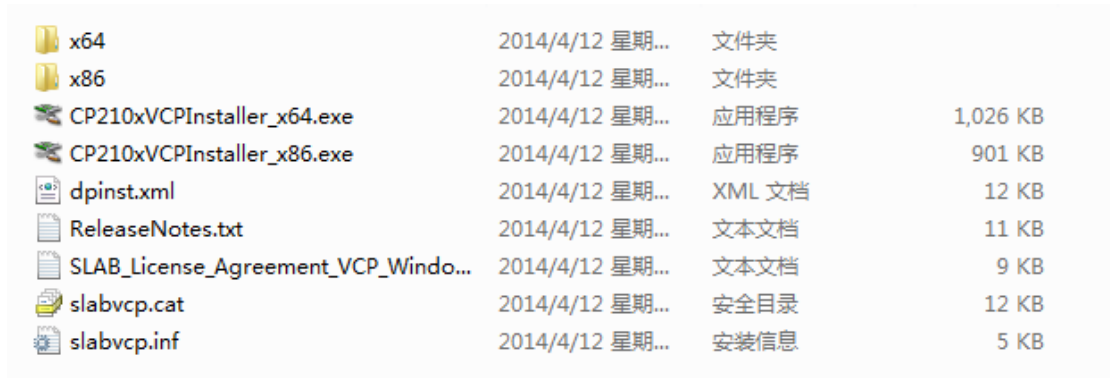 x64 2014/4/12 星期... 文件夹
x86 2014/4/12 星期... 文件夹
CP210xVCPInstaller_x64.exe 2014/4/12 星期... 应用程序 1,026 KB
CP210xVCPInstaller_x86.exe 2014/4/12 星期... 应用程序 901 KB
dpinst.xml 2014/4/12 星期... XML 文档 12 KB
ReleaseNotes.txt 2014/4/12 星期... 文本文档 11 KB
SLAB_License_Agreement_VCP_Windo... 2014/4/12 星期... 文本文档 9 KB
slabvcp.cat 2014/4/12 星期... 安全目录 12 KB
slabvcp.inf 2014/4/12 星期... 安装信息 5 KB